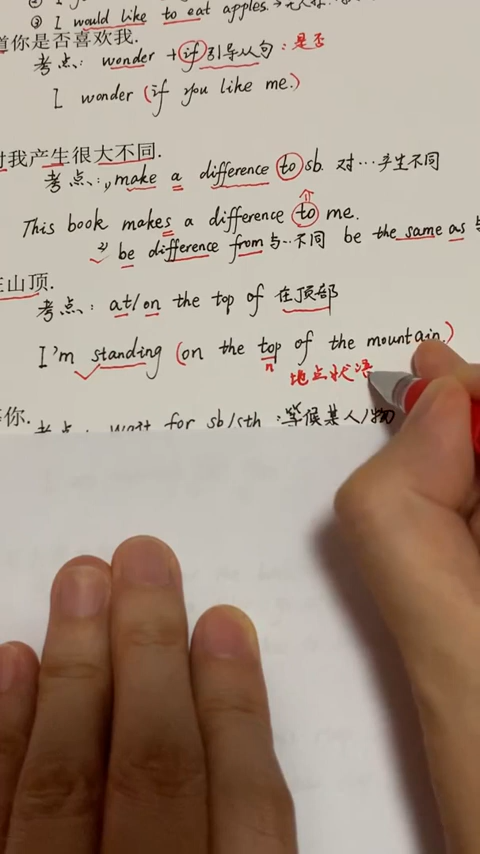 ③ I would like to eat apples.
道你是否喜欢我.
考点: wonder + if 引导从句: 是否
I wonder (if you like me.)
对我产生很大不同.
考点: 1, make a difference to sb. 对…产生不同
This book makes a difference to me.
2) be difference from 与…不同 be the same as 与
在山顶.
考点: at/on the top of 在顶部
I'm standing (on the top of the mountain.)
n 地点状语
你.
考点: wait for sb/sth: 等候某人/物